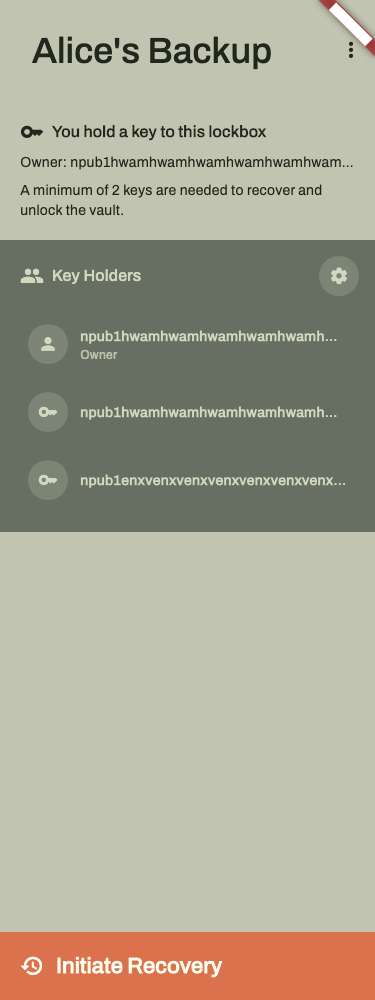 Alice's Backup
You hold a key to this lockbox
Owner: npub1hwamhwamhwamhwamhwamhwam...
A minimum of 2 keys are needed to recover and
unlock the vault.
Key Holders
npub1hwamhwamhwamhwamhwamh...
Owner
npub1hwamhwamhwamhwamhwamh...
npub1enxvenxvenxvenxvenxvenxvenx...
Initiate Recovery